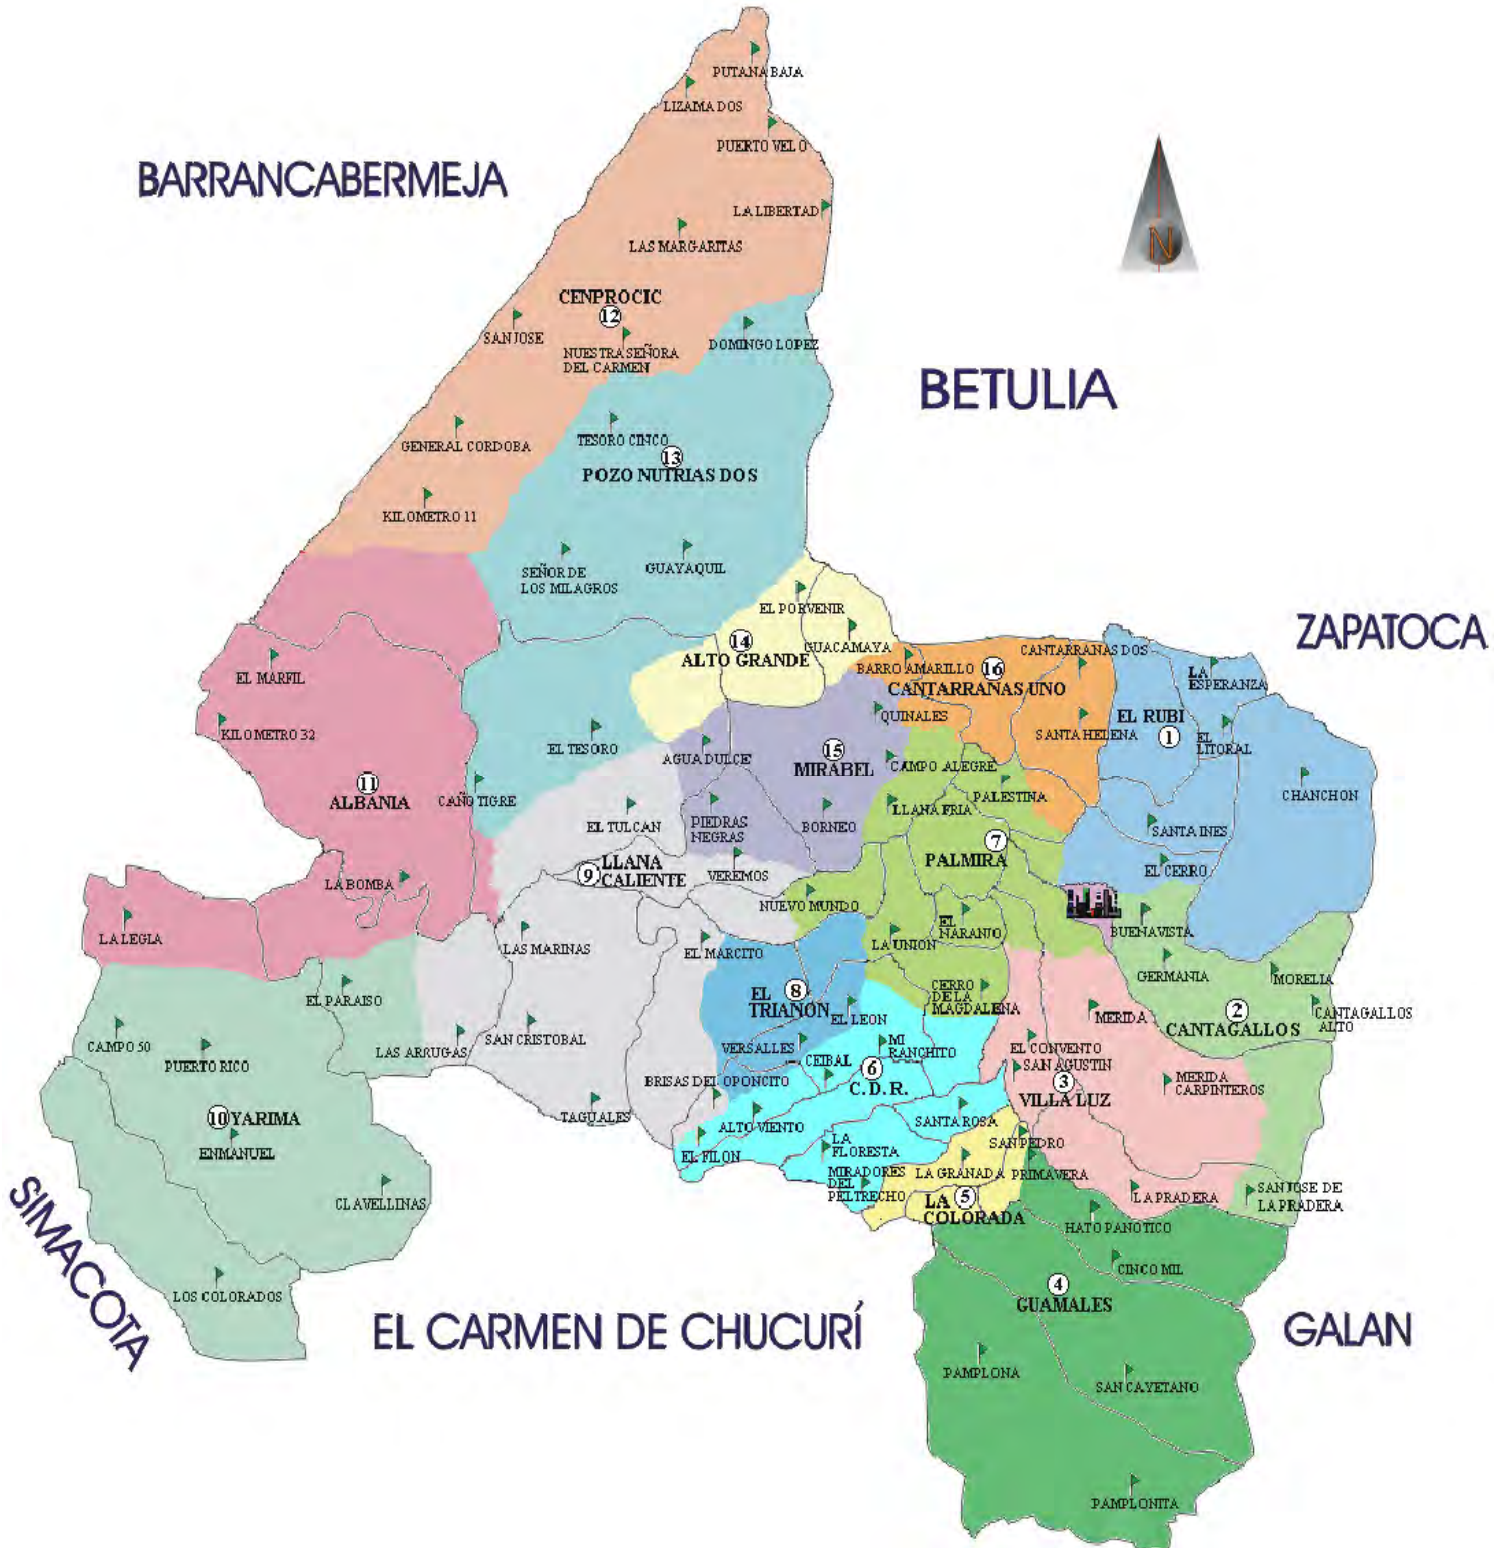 PUTANA BAJA
LIZAMA DOS
PUERTO VELO
BARRANCABERMEJA
LA LIBERTAD
LAS MARGARITAS
N
CENPROCIC
12
SAN JOSE
NUESTRA SEÑORA
DEL CARMEN
DOMINGO LOPEZ
BETULIA
GENERAL CORDOBA
TESORO CINCO
13
POZO NUTRIAS DOS
KILOMETRO 11
SEÑOR DE
LOS MILAGROS
GUAYAQUIL
EL PORVENIR
ZAPATOCA
14
ALTO GRANDE
GUACAMAYA
BARRO AMARILLO
16
CANTARRANAS DOS
CANTARRANAS UNO
LA
ESPERANZA
EL MARFIL
KILOMETRO 32
QUINALES
SANTA HELENA
EL RUBI
1
EL
LITORAL
EL TESORO
AGUA DULCE
15
MIRABEL
CAMPO ALEGRE
11
ALBANIA
CAÑO TIGRE
PALESTINA
CHANCHON
EL TULCAN
PIEDRAS
NEGRAS
BORNEO
LLANA FRIA
SANTA INES
7
PALMIRA
9
LLANA
CALIENTE
VEREMOS
EL CERRO
LA BOMBA
NUEVO MUNDO
LA LEGIA
EL
NARANJO
BUENAVISTA
LAS MARINAS
EL MARCITO
LA UNION
GERMANIA
MORELIA
EL PARAISO
EL
TRIANON
8
EL LEON
CERRO
DE LA
MAGDALENA
MERIDA
2
CANTAGALLOS
CANTAGALLOS
ALTO
CAMPO 50
PUERTO RICO
LAS ARRUGAS
SAN CRISTOBAL
VERSALLES
MI
RANCHITO
EL CONVENTO
SAN AGUSTIN
CEIBAL
6
C.D.R.
3
VILLA LUZ
MERIDA
CARPINTEROS
BRISAS DEL OPONCITO
10 YARIMA
ENMANUEL
TAGUALES
ALTO VIENTO
SANTA ROSA
SAN PEDRO
EL FILON
LA
FLORESTA
LA GRANADA
PRIMAVERA
MIRADORES
DEL
PELTRECHO
5
LA
COLORADA
LA PRADERA
SAN JOSE DE
LA PRADERA
CLAVELLINAS
HATO PANOTICO
SIMACOTA
CINCO MIL
LOS COLORADOS
4
GUAMALES
EL CARMEN DE CHUCURÍ
GALAN
PAMPLONA
SAN CAYETANO
PAMPLONITA